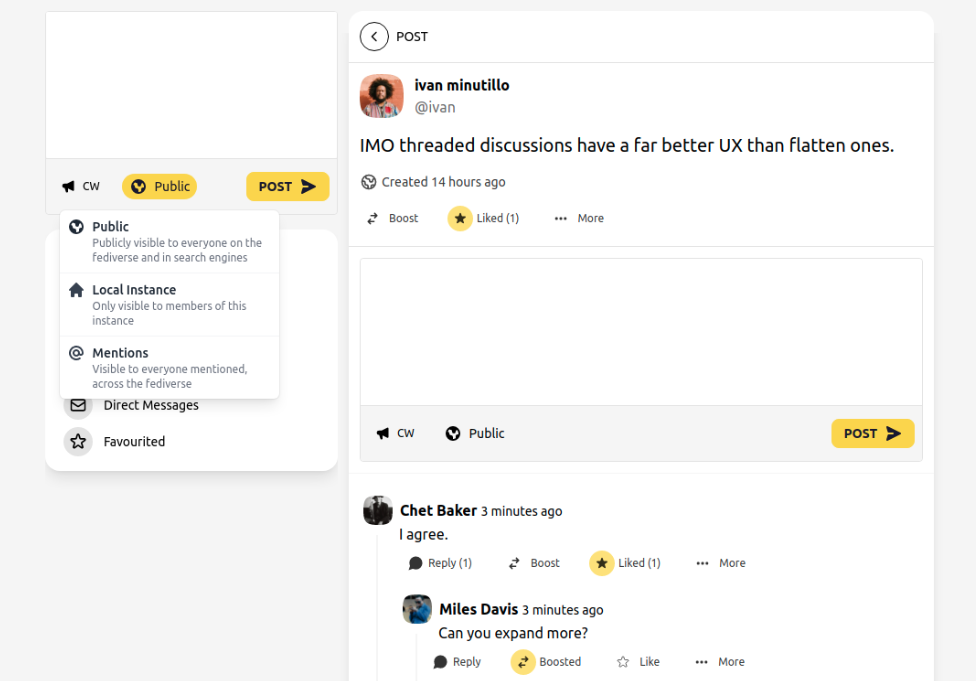 CW
Public
POST
Public
Publicly visible to everyone on the
fediverse and in search engines
Local Instance
Only visible to members of this
instance
Mentions
Visible to everyone mentioned,
across the fediverse
Direct Messages
Favourited
POST
ivan minutillo
@ivan
IMO threaded discussions have a far better UX than flatten ones.
Created 14 hours ago
Boost
Liked (1)
More
CW
Public
POST
Chet Baker 3 minutes ago
I agree.
Reply (1)
Boost
Liked (1)
More
Miles Davis 3 minutes ago
Can you expand more?
Reply
Boosted
Like
More